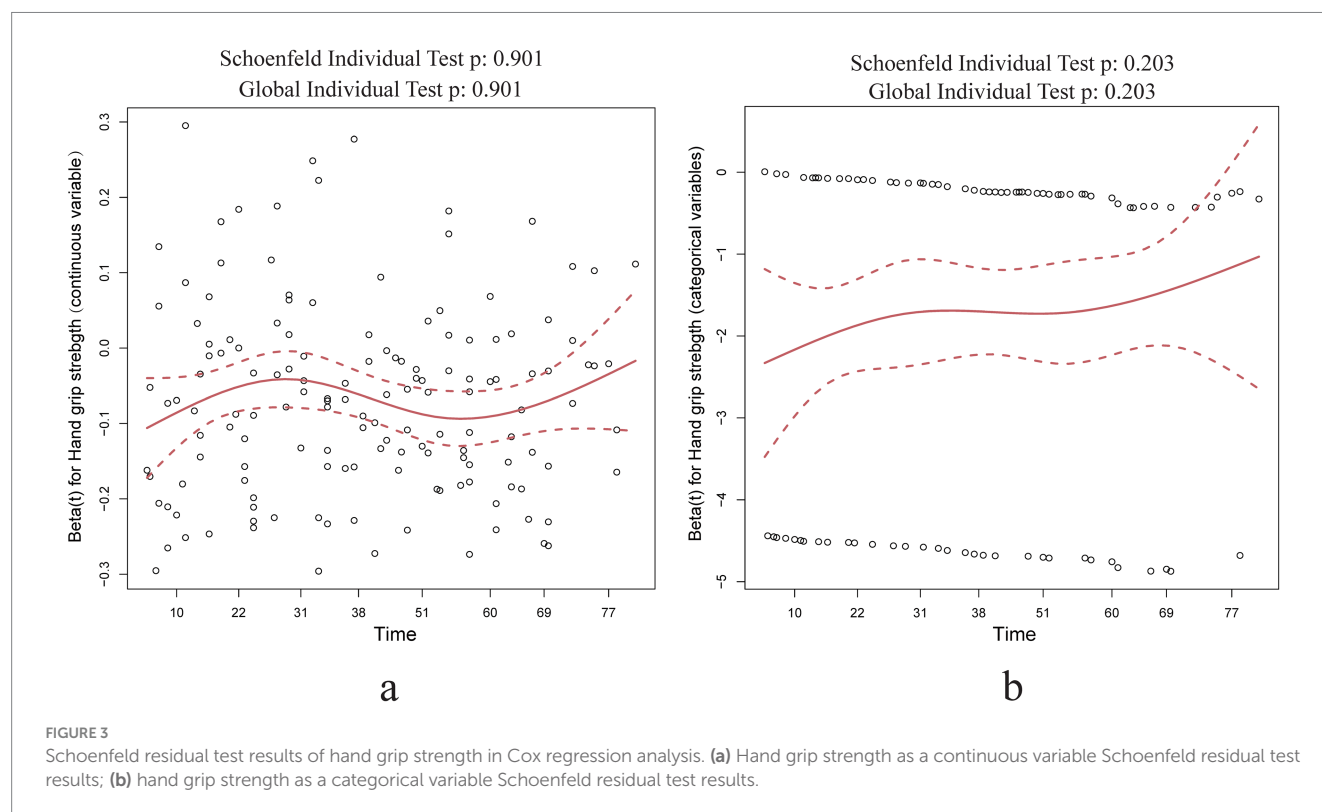 Schoenfeld Individual Test p: 0.901
Global Individual Test p: 0.901
Beta(t) for Hand grip strebgth (continuous variable)
0.3
0.2
0.1
0.0
−0.1
−0.2
−0.3
10 22 31 38 51 60 69 77
Time
a
Schoenfeld Individual Test p: 0.203
Global Individual Test p: 0.203
Beta(t) for Hand grip strebgth (categorical variables)
0
−1
−2
−3
−4
−5
10 22 31 38 51 60 69 77
Time
b
FIGURE 3
Schoenfeld residual test results of hand grip strength in Cox regression analysis. (a) Hand grip strength as a continuous variable Schoenfeld residual test
results; (b) hand grip strength as a categorical variable Schoenfeld residual test results.